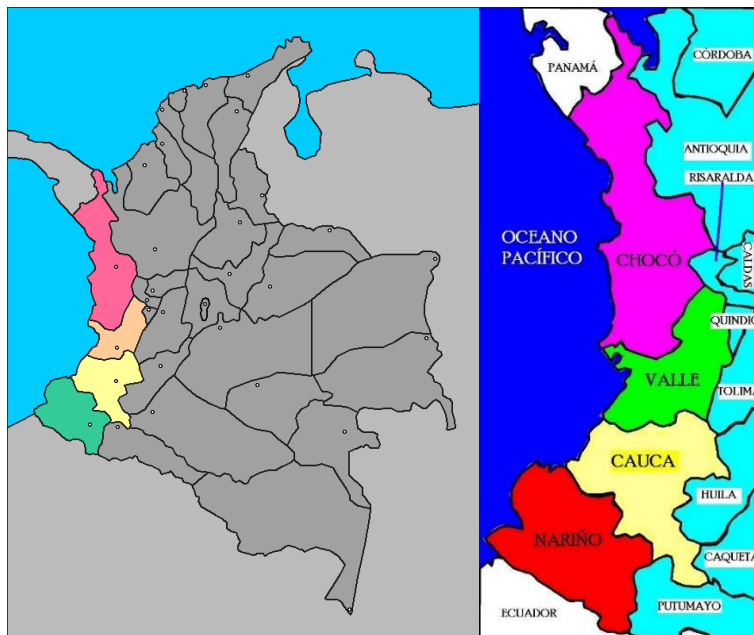 PANAMÁ
CÓRDOBA
ANTIOQUIA
RISARALDA
OCEANO
PACÍFICO
CHOCÓ
CALDAS
QUINDIO
VALLE
TOLIMA
CAUCA
HUILA
NARIÑO
CAQUETA
PUTUMAYO
ECUADOR